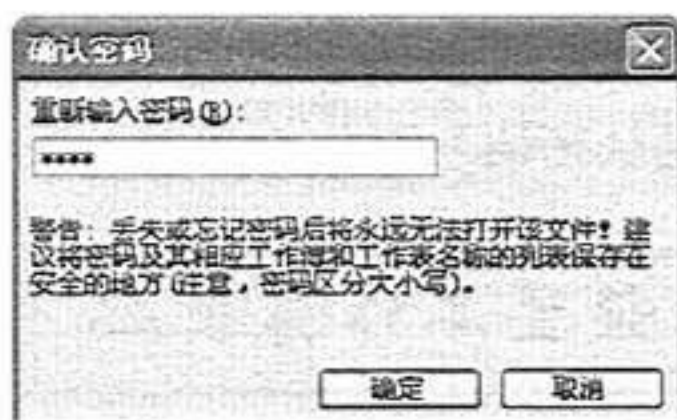 确认密码
重新输入密码(R):
****
警告：丢失或忘记密码后将永远无法打开该文件！建
议将密码及其相应工作簿和工作表名称的列表保存在
安全的地方(注意，密码区分大小写)。
确定
取消